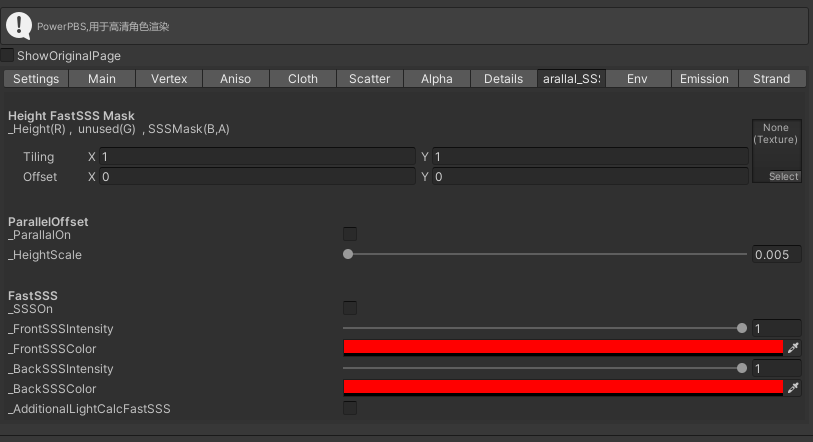 PowerPBS,用于高清角色渲染
ShowOriginalPage
Settings Main Vertex Aniso Cloth Scatter Alpha Details arallal_SSS Env Emission Strand
Height FastSSS Mask
_Height(R) , unused(G) , SSSMask(B,A)
None
(Texture)
Tiling X 1 Y 1
Offset X 0 Y 0
Select
ParallelOffset
_ParallalOn
_HeightScale 0.005
FastSSS
_SSSOn
_FrontSSSIntensity 1
_FrontSSSColor
_BackSSSIntensity 1
_BackSSSColor
_AdditionalLightCalcFastSSS